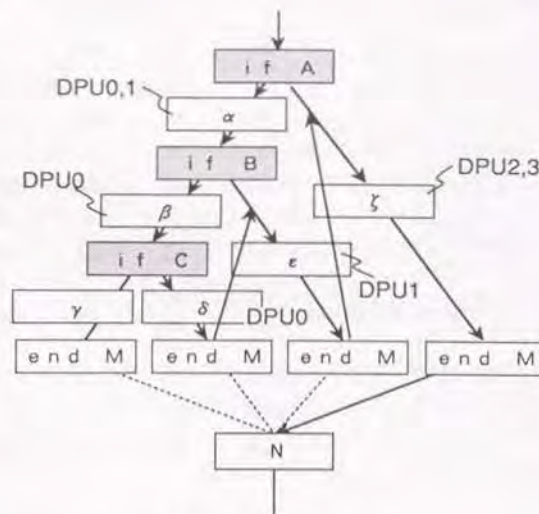 if A
DPU0,1
α
if B
DPU0
DPU2,3
β
ζ
if C
ε
DPU1
γ
δ
DPU0
end M
end M
end M
end M
N